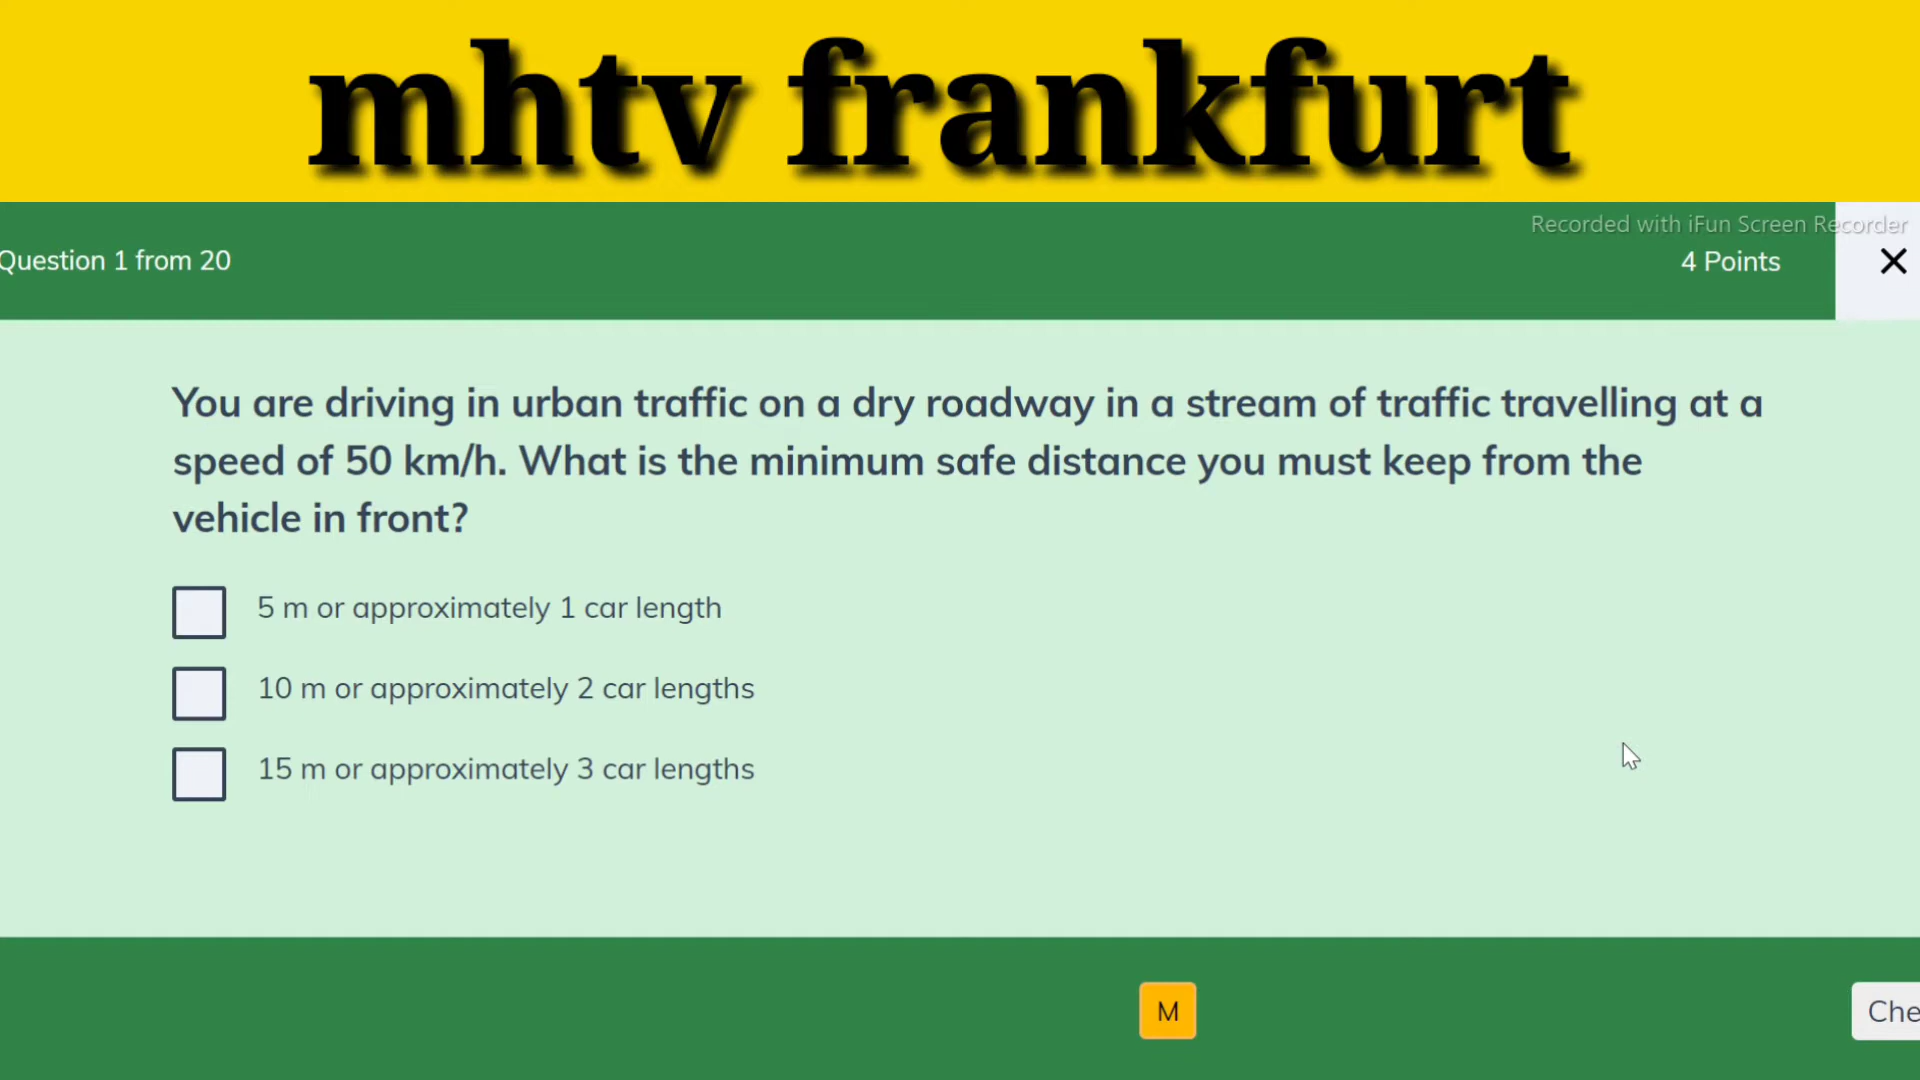 mhtv frankfurt
Recorded with iFun Screen Recorder
Question 1 from 20
4 Points
You are driving in urban traffic on a dry roadway in a stream of traffic travelling at a
speed of 50 km/h. What is the minimum safe distance you must keep from the
vehicle in front?
5 m or approximately 1 car length
10 m or approximately 2 car lengths
15 m or approximately 3 car lengths
M
Che